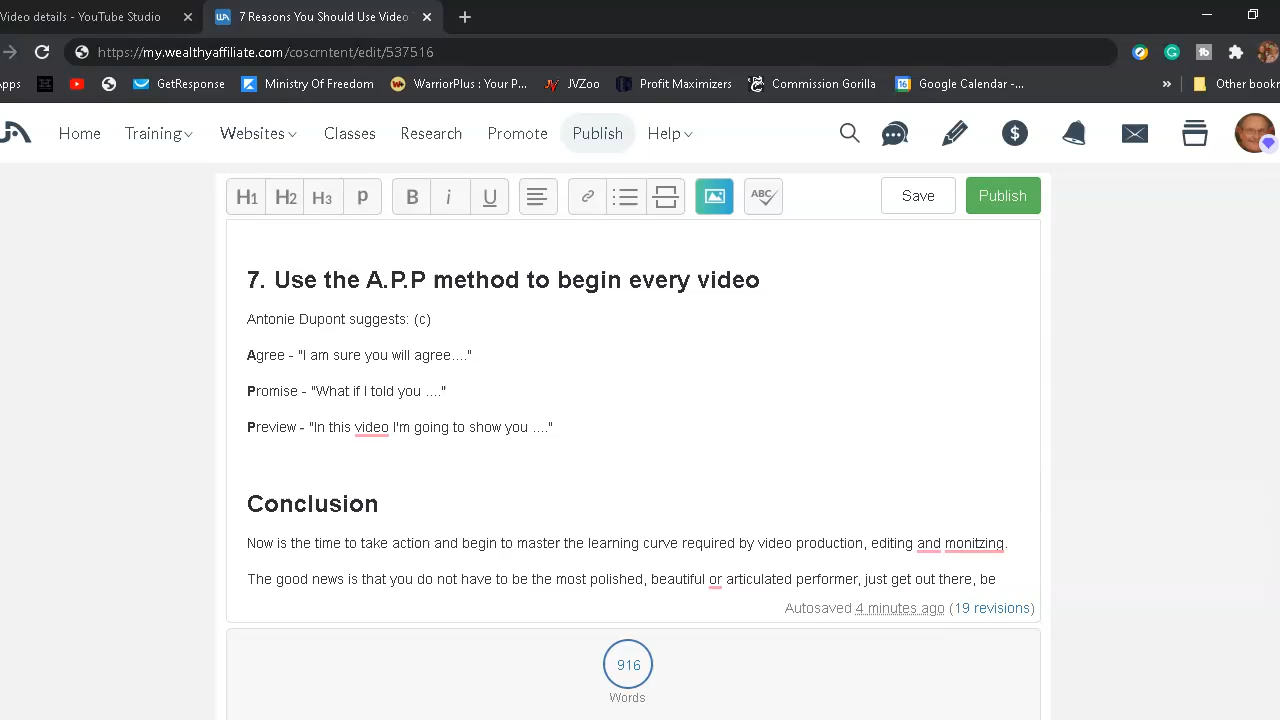 Video details - YouTube Studio
7 Reasons You Should Use Video
https://my.wealthyaffiliate.com/coscrntent/edit/537516
pps
GetResponse
Ministry Of Freedom
WarriorPlus : Your P...
JVZoo
Profit Maximizers
Commission Gorilla
Google Calendar -...
»
Other bookr
Home
Training
Websites
Classes
Research
Promote
Publish
Help
H1 H2 H3 p B i U ABC
Save
Publish
7. Use the A.P.P method to begin every video
Antonie Dupont suggests: (c)
Agree - "I am sure you will agree...."
Promise - "What if I told you ...."
Preview - "In this video I'm going to show you ...."
Conclusion
Now is the time to take action and begin to master the learning curve required by video production, editing and monitzing.
The good news is that you do not have to be the most polished, beautiful or articulated performer, just get out there, be
Autosaved 4 minutes ago (19 revisions)
916
Words